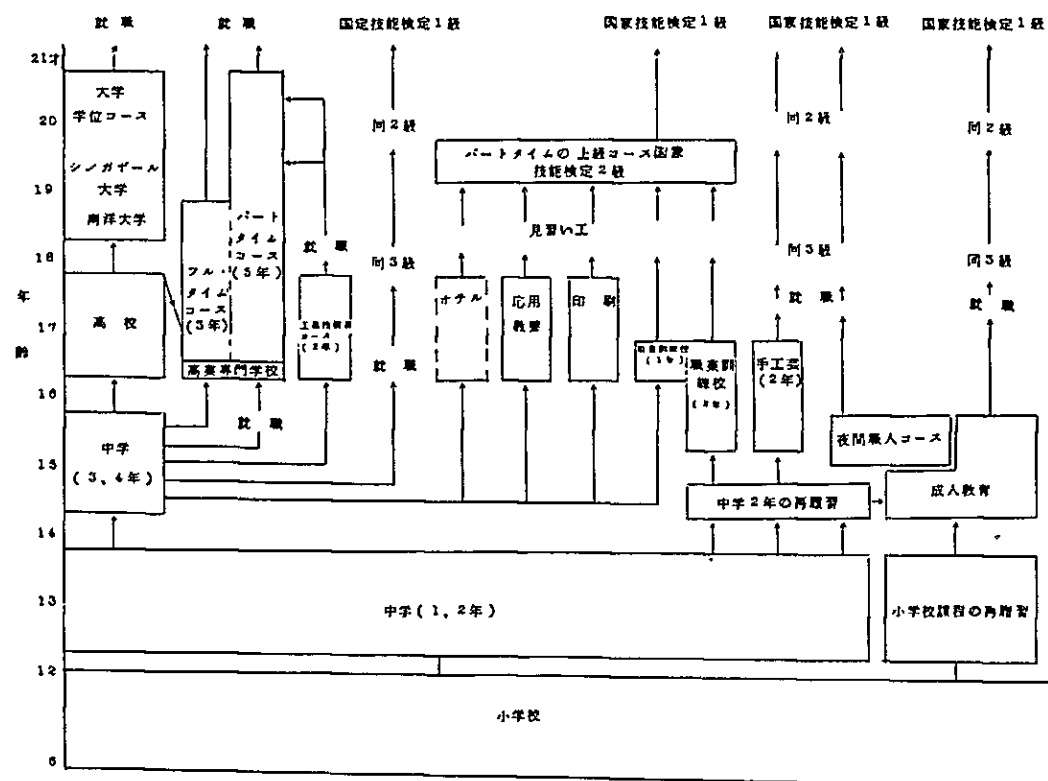 就職
就職
国定技能検定1級
国家技能検定1級
国家技能検定1級
国家技能検定1級
21才
20
19
18
年
17
齢
16
15
14
13
12
6
大学
学位コース
シンガポール
大学
南洋大学
高校
中学
(3、4年)
パート
タイム
コース
(5年)
フル・
タイム
コース
(3年)
高業専門学校
就職
就職
コース
(2年)
同2級
同3級
就職
パートタイムの上級コース国家
技能検定2級
見習い工
ホテル
応用
印刷
(1年)
職業訓
練校
手工芸
(2年)
同2級
同3級
就職
同2級
同3級
就職
夜間職人コース
成人教育
中学2年の再履習
中学(1、2年)
小学校課程の再履習
小学校